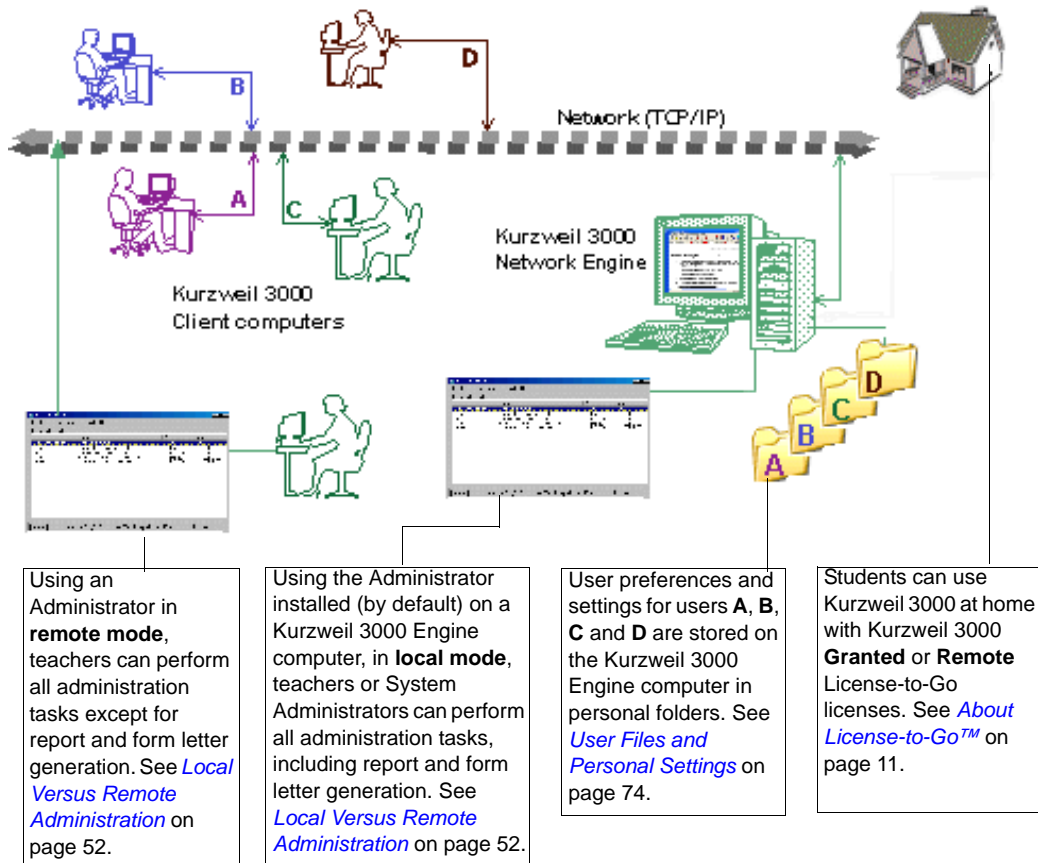 B
D
Network (TCP/IP)
A
C
Kurzweil 3000
Network Engine
Kurzweil 3000
Client computers
D
C
B
A
Using an
Administrator in
remote mode,
teachers can perform
all administration
tasks except for
report and form letter
generation. See Local
Versus Remote
Administration on
page 52.
Using the Administrator
installed (by default) on a
Kurzweil 3000 Engine
computer, in local mode,
teachers or System
Administrators can perform
all administration tasks,
including report and form
letter generation. See
Local Versus Remote
Administration on page 52.
User preferences and
settings for users A, B,
C and D are stored on
the Kurzweil 3000
Engine computer in
personal folders. See
User Files and
Personal Settings on
page 74.
Students can use
Kurzweil 3000 at home
with Kurzweil 3000
Granted or Remote
License-to-Go
licenses. See About
License-to-Go™ on
page 11.